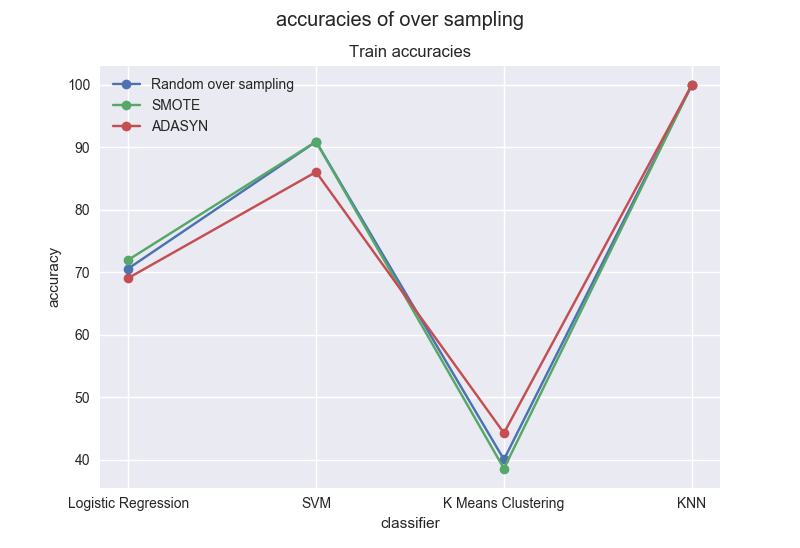 accuracies of over sampling
Train accuracies
Random over sampling
SMOTE
ADASYN
100
90
80
70
60
50
40
accuracy
Logistic Regression
SVM
K Means Clustering
KNN
classifier